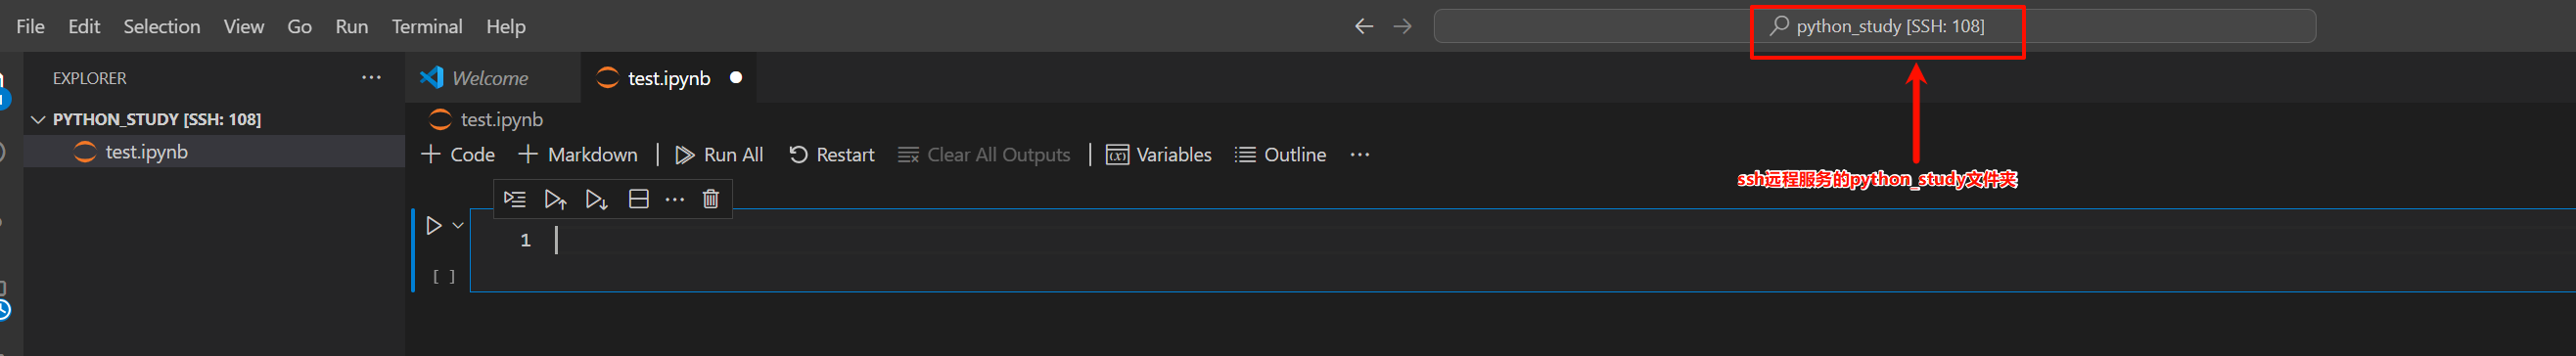 File Edit Selection View Go Run Terminal Help
python_study [SSH: 108]
EXPLORER
Welcome
test.ipynb
PYTHON_STUDY [SSH: 108]
test.ipynb
test.ipynb
Code Markdown Run All Restart Clear All Outputs Variables Outline
ssh远程服务的python_study文件夹
1
[ ]